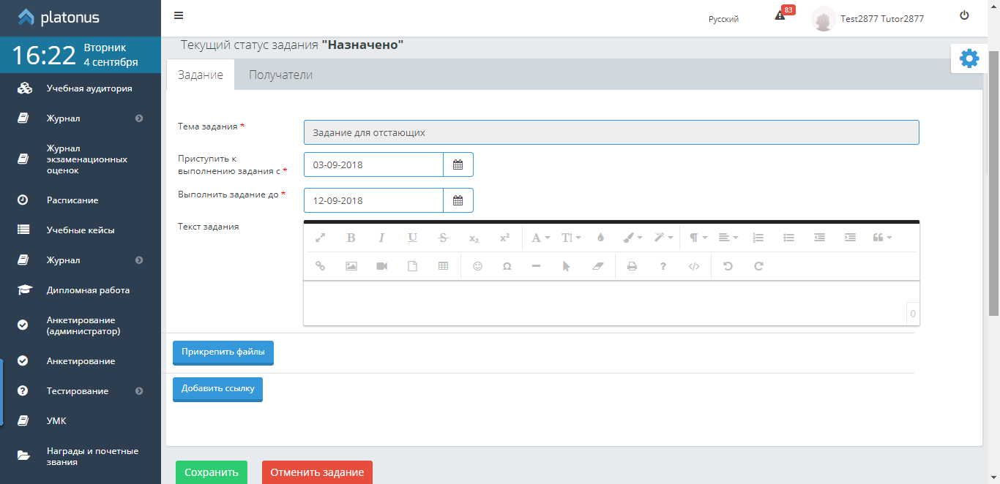 platonus
Русский
83
Test2877 Tutor2877
16:22
Вторник
4 сентября
Учебная аудитория
Журнал
Журнал
экзаменационных
оценок
Расписание
Учебные кейсы
Журнал
Дипломная работа
Анкетирование
(администратор)
Анкетирование
Тестирование
УМК
Награды и почетные
звания
Текущий статус задания "Назначено"
Задание
Получатели
Тема задания *
Задание для отстающих
Приступить к
выполнению задания с *
03-09-2018
Выполнить задание до *
12-09-2018
Текст задания
0
Прикрепить файлы
Добавить ссылку
Сохранить
Отменить задание